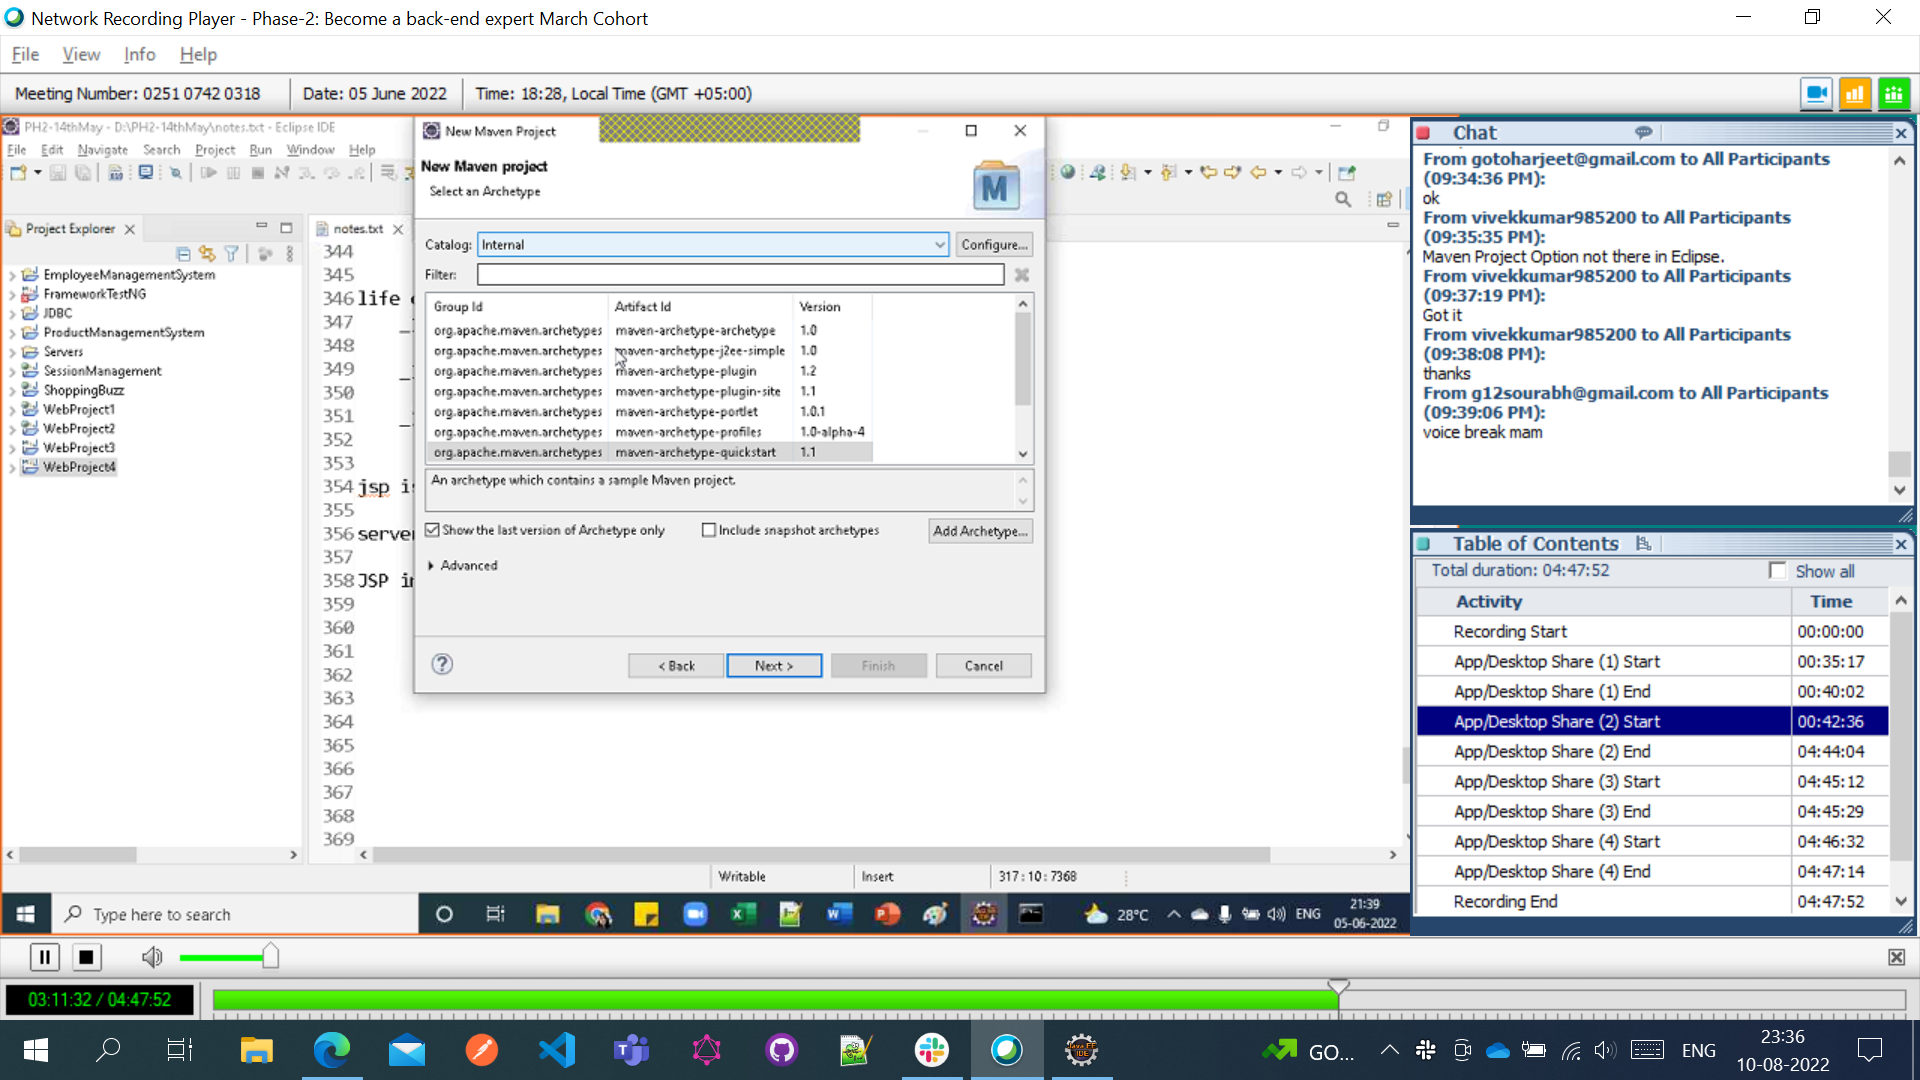 Network Recording Player - Phase-2: Become a back-end expert March Cohort
File View Info Help
Meeting Number: 0251 0742 0318 Date: 05 June 2022 Time: 18:28, Local Time (GMT +05:00)
PH2-14thMay - D:\PH2-14thMay\notes.txt - Eclipse IDE
File Edit Navigate Search Project Run Window Help
Project Explorer
EmployeeManagementSystem
FrameworkTestNG
JDBC
ProductManagementSystem
Servers
SessionManagement
ShoppingBuzz
WebProject1
WebProject2
WebProject3
WebProject4
notes.txt
344
345
346 life
347
348
349
350
351
352
353
354 jsp is
355
356 server
357
358 JSP in
359
360
361
362
363
364
365
366
367
368
369
New Maven Project
New Maven project
Select an Archetype
Catalog: Internal Configure...
Filter:
Group Id Artifact Id Version
org.apache.maven.archetypes maven-archetype-archetype 1.0
org.apache.maven.archetypes maven-archetype-j2ee-simple 1.0
org.apache.maven.archetypes maven-archetype-plugin 1.2
org.apache.maven.archetypes maven-archetype-plugin-site 1.1
org.apache.maven.archetypes maven-archetype-portlet 1.0.1
org.apache.maven.archetypes maven-archetype-profiles 1.0-alpha-4
org.apache.maven.archetypes maven-archetype-quickstart 1.1
An archetype which contains a sample Maven project.
Show the last version of Archetype only Include snapshot archetypes Add Archetype...
Advanced
< Back Next > Finish Cancel
Writable Insert 317 : 10 : 7368
Type here to search
28°C ENG 21:39
05-06-2022
Chat
From gotoharjeet@gmail.com to All Participants
(09:34:36 PM):
ok
From vivekkumar985200 to All Participants
(09:35:35 PM):
Maven Project Option not there in Eclipse.
From vivekkumar985200 to All Participants
(09:37:19 PM):
Got it
From vivekkumar985200 to All Participants
(09:38:08 PM):
thanks
From g12sourabh@gmail.com to All Participants
(09:39:06 PM):
voice break mam
Table of Contents
Total duration: 04:47:52 Show all
Activity Time
Recording Start 00:00:00
App/Desktop Share (1) Start 00:35:17
App/Desktop Share (1) End 00:40:02
App/Desktop Share (2) Start 00:42:36
App/Desktop Share (2) End 04:44:04
App/Desktop Share (3) Start 04:45:12
App/Desktop Share (3) End 04:45:29
App/Desktop Share (4) Start 04:46:32
App/Desktop Share (4) End 04:47:14
Recording End 04:47:52
03:11:32 / 04:47:52
GO... ENG 23:36
10-08-2022